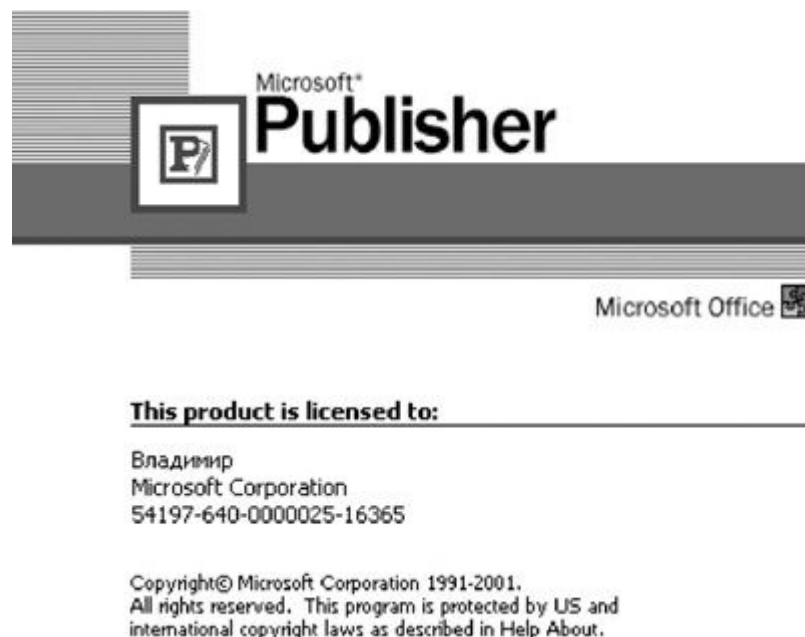 Microsoft®
Publisher
Microsoft Office
This product is licensed to:
Владимир
Microsoft Corporation
54197-640-0000025-16365
Copyright© Microsoft Corporation 1991-2001.
All rights reserved. This program is protected by US and
international copyright laws as described in Help About.